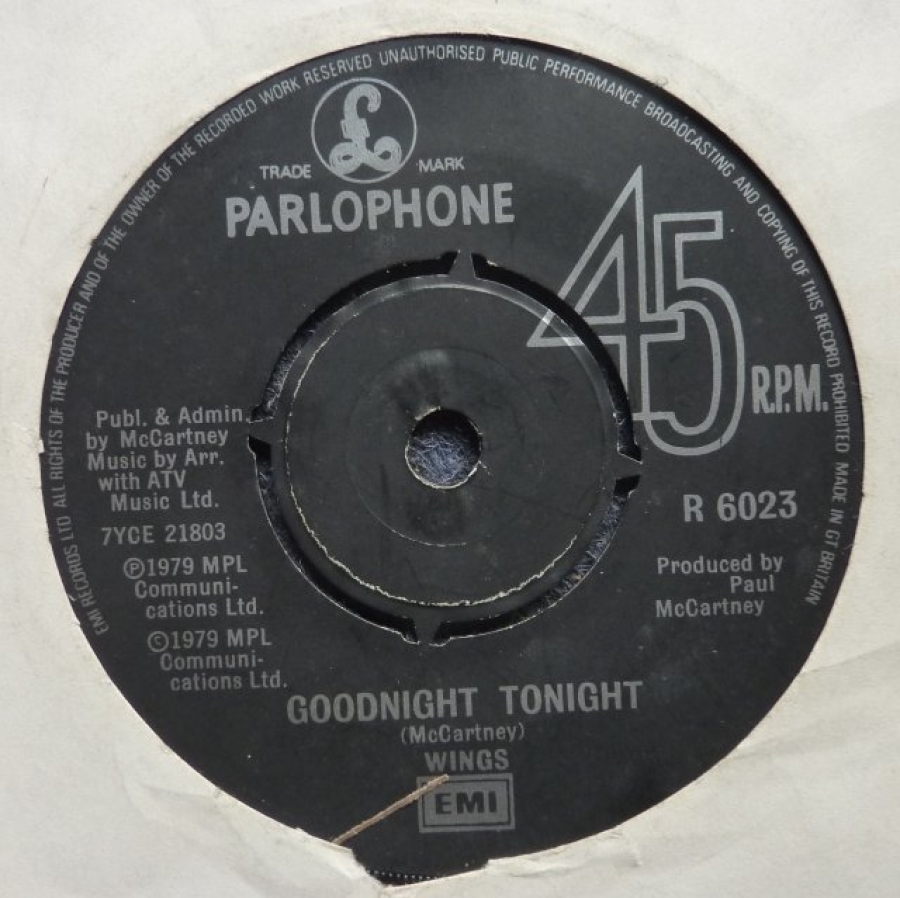 EMI RECORDS LTD ALL RIGHTS OF THE PRODUCER AND OF THE OWNER OF THE RECORDED WORK RESERVED UNAUTHORISED PUBLIC PERFORMANCE BROADCASTING AND COPYING OF THIS RECORD PROHIBITED MADE IN GT BRITAIN
£
TRADE MARK
PARLOPHONE
45 R.P.M.
Publ. & Admin.
by McCartney
Music by Arr.
with ATV
Music Ltd.
7YCE 21803
℗1979 MPL
Communi-
cations Ltd.
©1979 MPL
Communi-
cations Ltd.
R 6023
Produced by
Paul
McCartney
GOODNIGHT TONIGHT
(McCartney)
WINGS
EMI